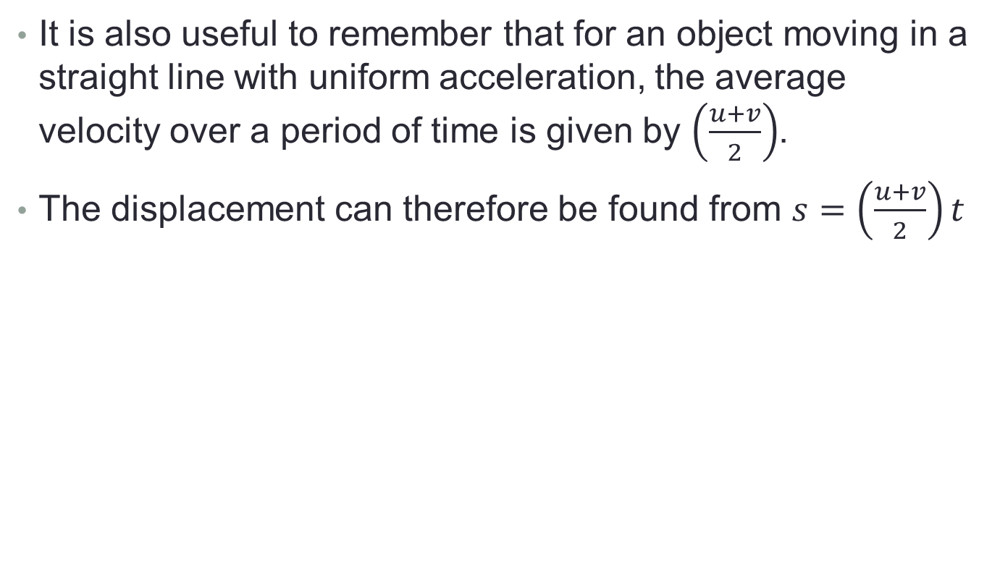 • It is also useful to remember that for an object moving in a
straight line with uniform acceleration, the average
velocity over a period of time is given by $\left(\frac{u+v}{2}\right)$.
• The displacement can therefore be found from $s = \left(\frac{u+v}{2}\right) t$